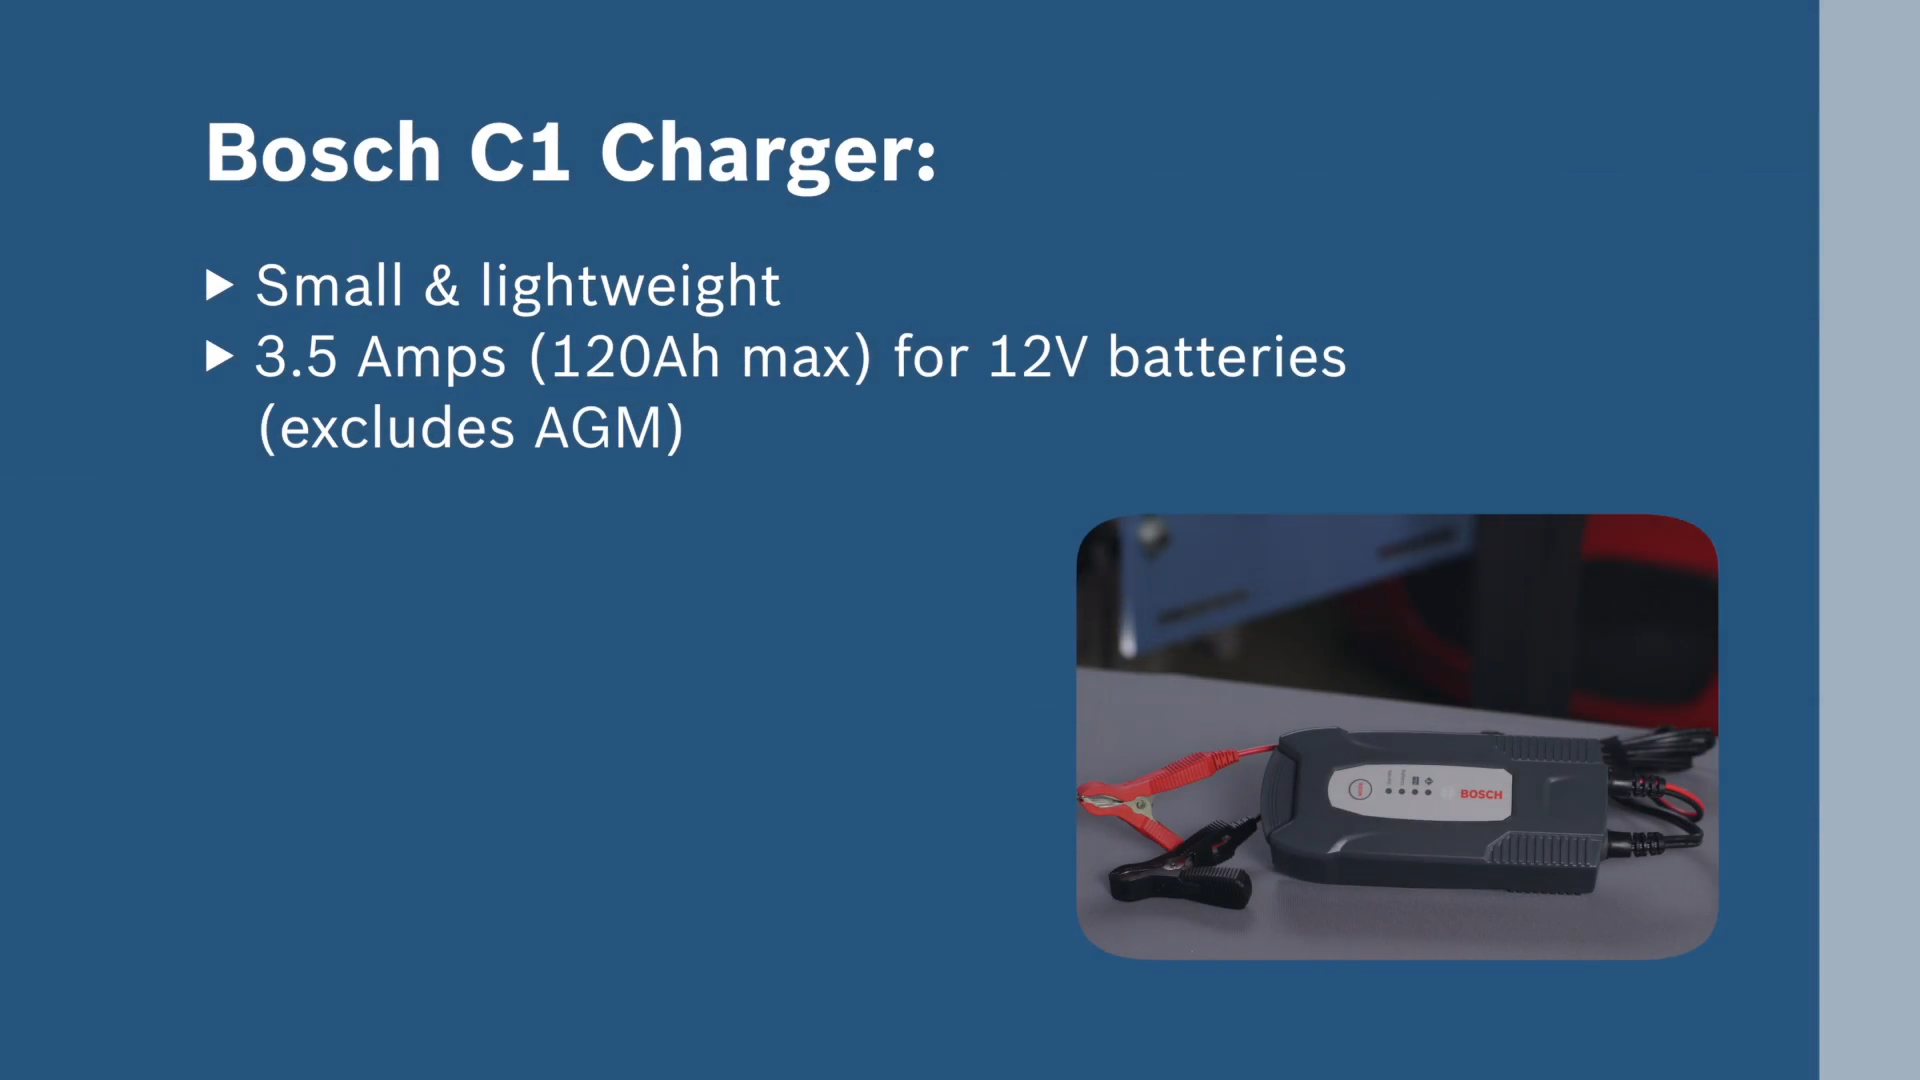 Bosch C1 Charger:
▶ Small & lightweight
▶ 3.5 Amps (120Ah max) for 12V batteries
(excludes AGM)
BOSCH